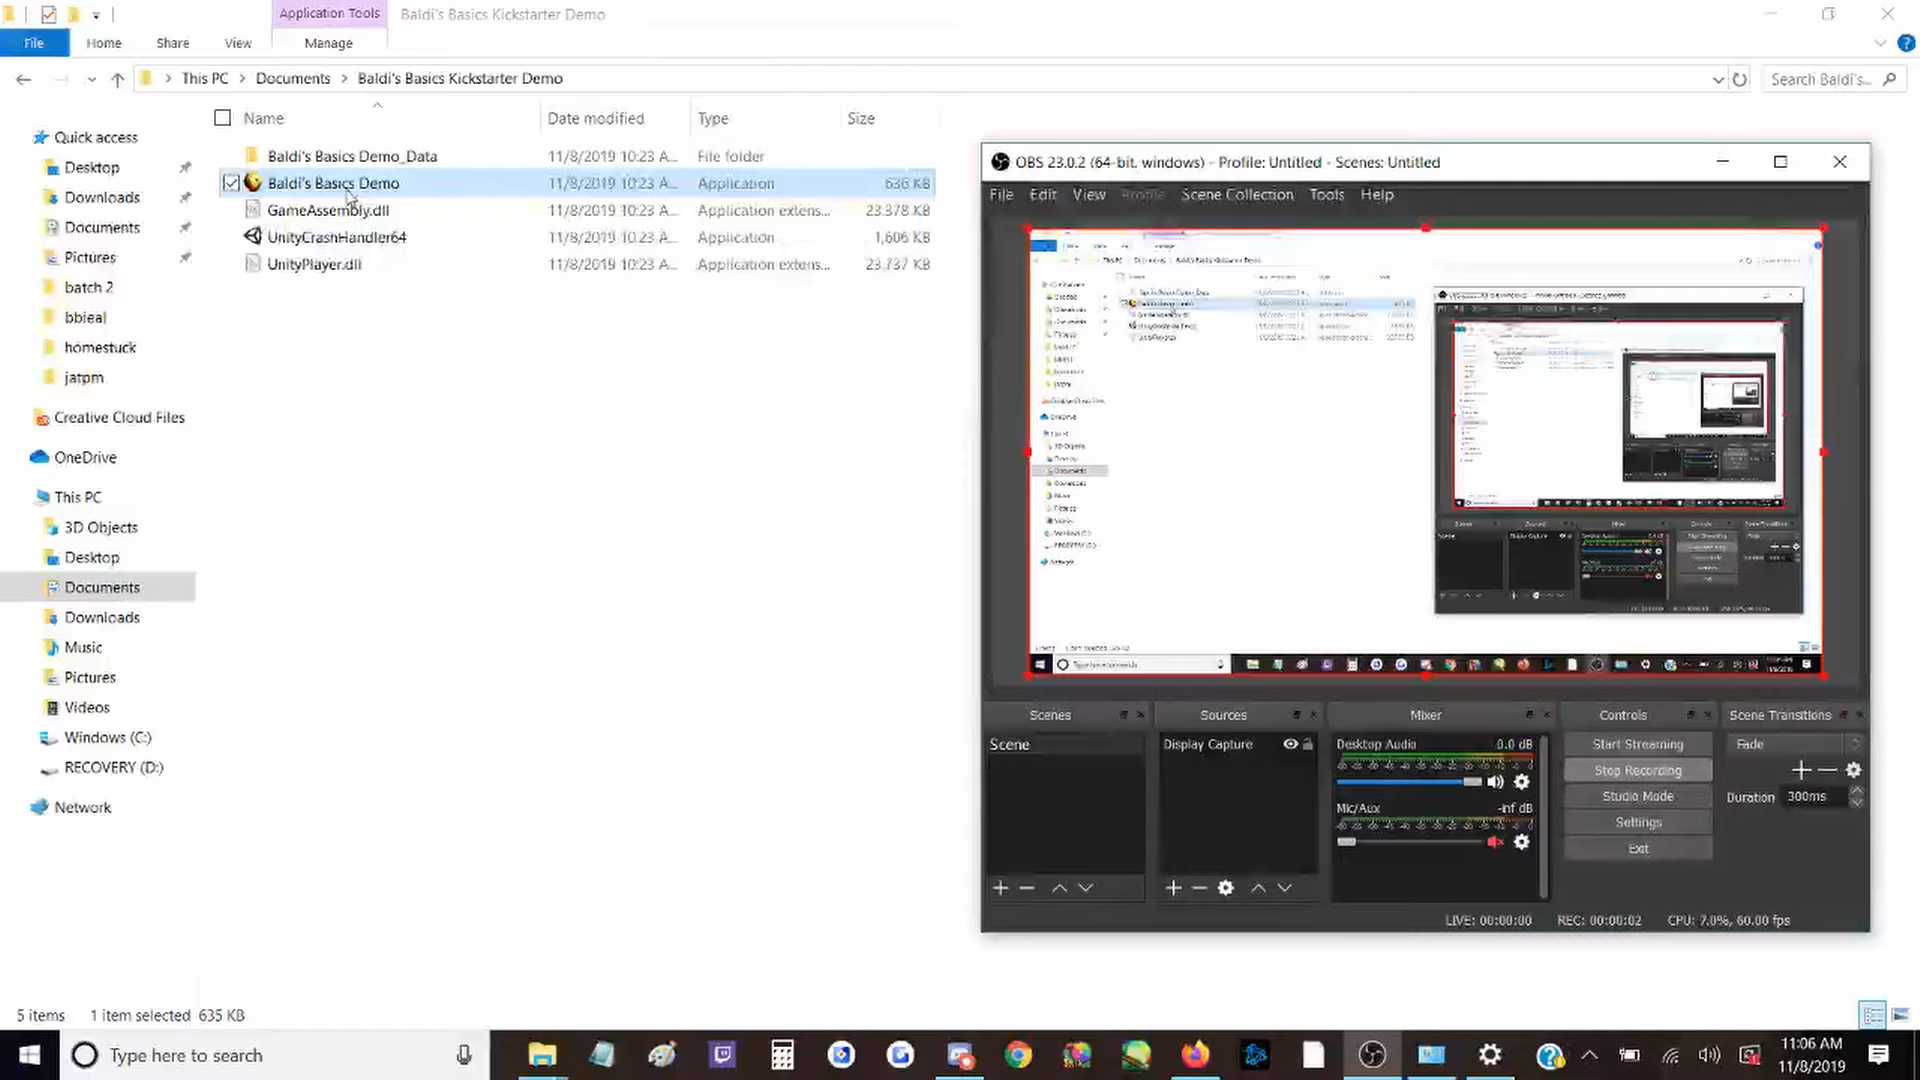 Application Tools
Baldi's Basics Kickstarter Demo
File
Home
Share
View
Manage
This PC
Documents
Baldi's Basics Kickstarter Demo
Search Baldi's...
Name
Date modified
Type
Size
Baldi's Basics Demo_Data
11/8/2019 10:23 A...
File folder
Baldi's Basics Demo
11/8/2019 10:23 A...
Application
636 KB
GameAssembly.dll
11/8/2019 10:23 A...
Application extens...
23,378 KB
UnityCrashHandler64
11/8/2019 10:23 A...
Application
1,606 KB
UnityPlayer.dll
11/8/2019 10:23 A...
Application extens...
23,737 KB
Quick access
Desktop
Downloads
Documents
Pictures
batch 2
bbieal
homestuck
jatpm
Creative Cloud Files
OneDrive
This PC
3D Objects
Desktop
Documents
Downloads
Music
Pictures
Videos
Windows (C:)
RECOVERY (D:)
Network
OBS 23.0.2 (64-bit, windows) - Profile: Untitled - Scenes: Untitled
File
Edit
View
Profile
Scene Collection
Tools
Help
Scenes
Sources
Mixer
Controls
Scene Transitions
Scene
Display Capture
Desktop Audio
0.0 dB
Mic/Aux
-inf dB
Start Streaming
Stop Recording
Studio Mode
Settings
Exit
Fade
Duration
300ms
LIVE: 00:00:00
REC: 00:00:02
CPU: 7.0%, 60.00 fps
5 items
1 item selected 635 KB
Type here to search
11:06 AM
11/8/2019